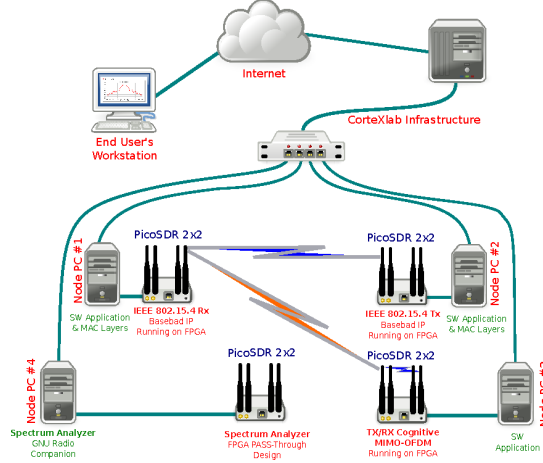 Internet
CorteXlab Infrastructure
End User's
Workstation
Node PC #1
PicoSDR 2x2
PicoSDR 2x2
Node PC #2
IEEE 802.15.4 Rx
Basebad IP
Running on FPGA
IEEE 802.15.4 Tx
Basebad IP
Running on FPGA
SW Application
& MAC Layers
SW Application
& MAC Layers
Node PC #4
PicoSDR 2x2
PicoSDR 2x2
Spectrum Analyzer
GNU Radio
Companion
Spectrum Analyzer
FPGA PASS-Through
Design
TX/RX Cognitive
MIMO-OFDM
Running on FPGA
SW
Application
Node PC